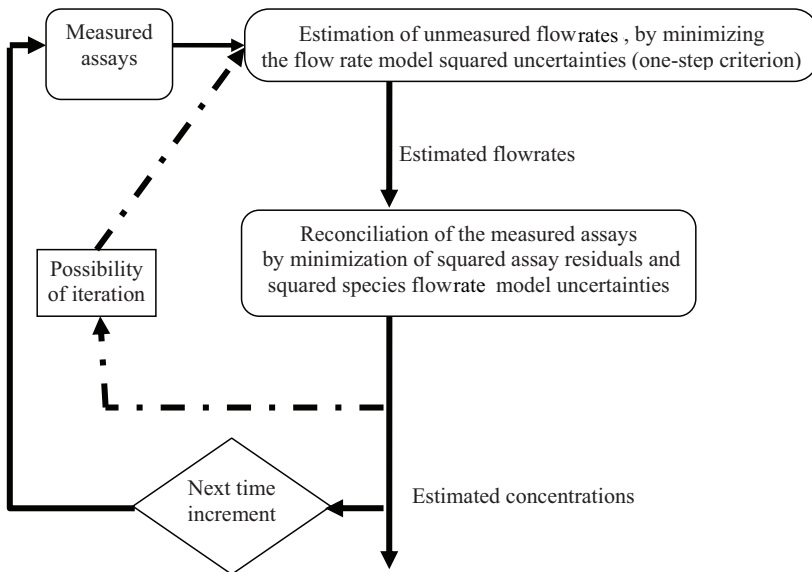 Measured
assays
Estimation of unmeasured flowrates , by minimizing
the flow rate model squared uncertainties (one-step criterion)
Estimated flowrates
Reconciliation of the measured assays
by minimization of squared assay residuals and
squared species flowrate model uncertainties
Possibility
of iteration
Next time
increment
Estimated concentrations